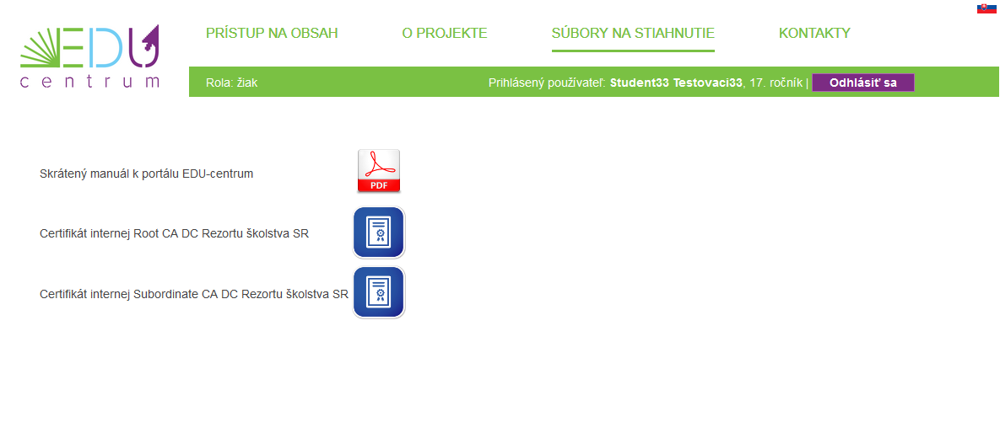 EDU
centrum
PRÍSTUP NA OBSAH
O PROJEKTE
SÚBORY NA STIAHNUTIE
KONTAKTY
Rola: žiak
Prihlásený používateľ: Student33 Testovaci33, 17. ročník | Odhlásiť sa
Skrátený manuál k portálu EDU-centrum
PDF
Certifikát internej Root CA DC Rezortu školstva SR
Certifikát internej Subordinate CA DC Rezortu školstva SR